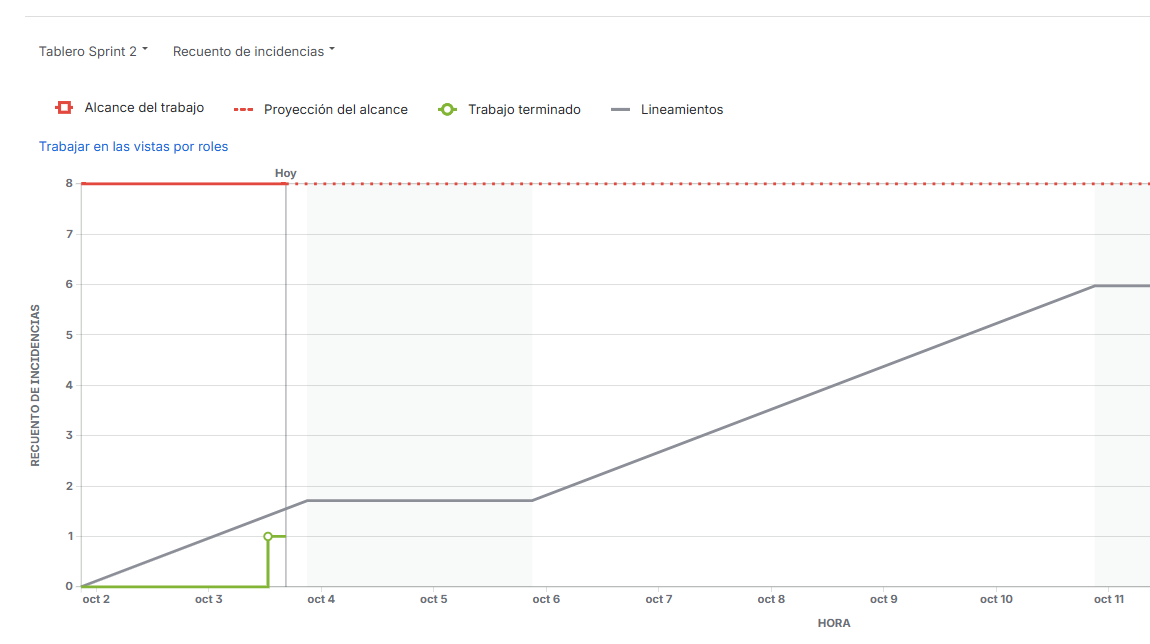 Tablero Sprint 2 Recuento de incidencias
Alcance del trabajo Proyección del alcance Trabajo terminado Lineamientos
Trabajar en las vistas por roles
Hoy
8
7
6
5
4
3
2
1
0
RECUENTO DE INCIDENCIAS
oct 2 oct 3 oct 4 oct 5 oct 6 oct 7 oct 8 oct 9 oct 10 oct 11
HORA